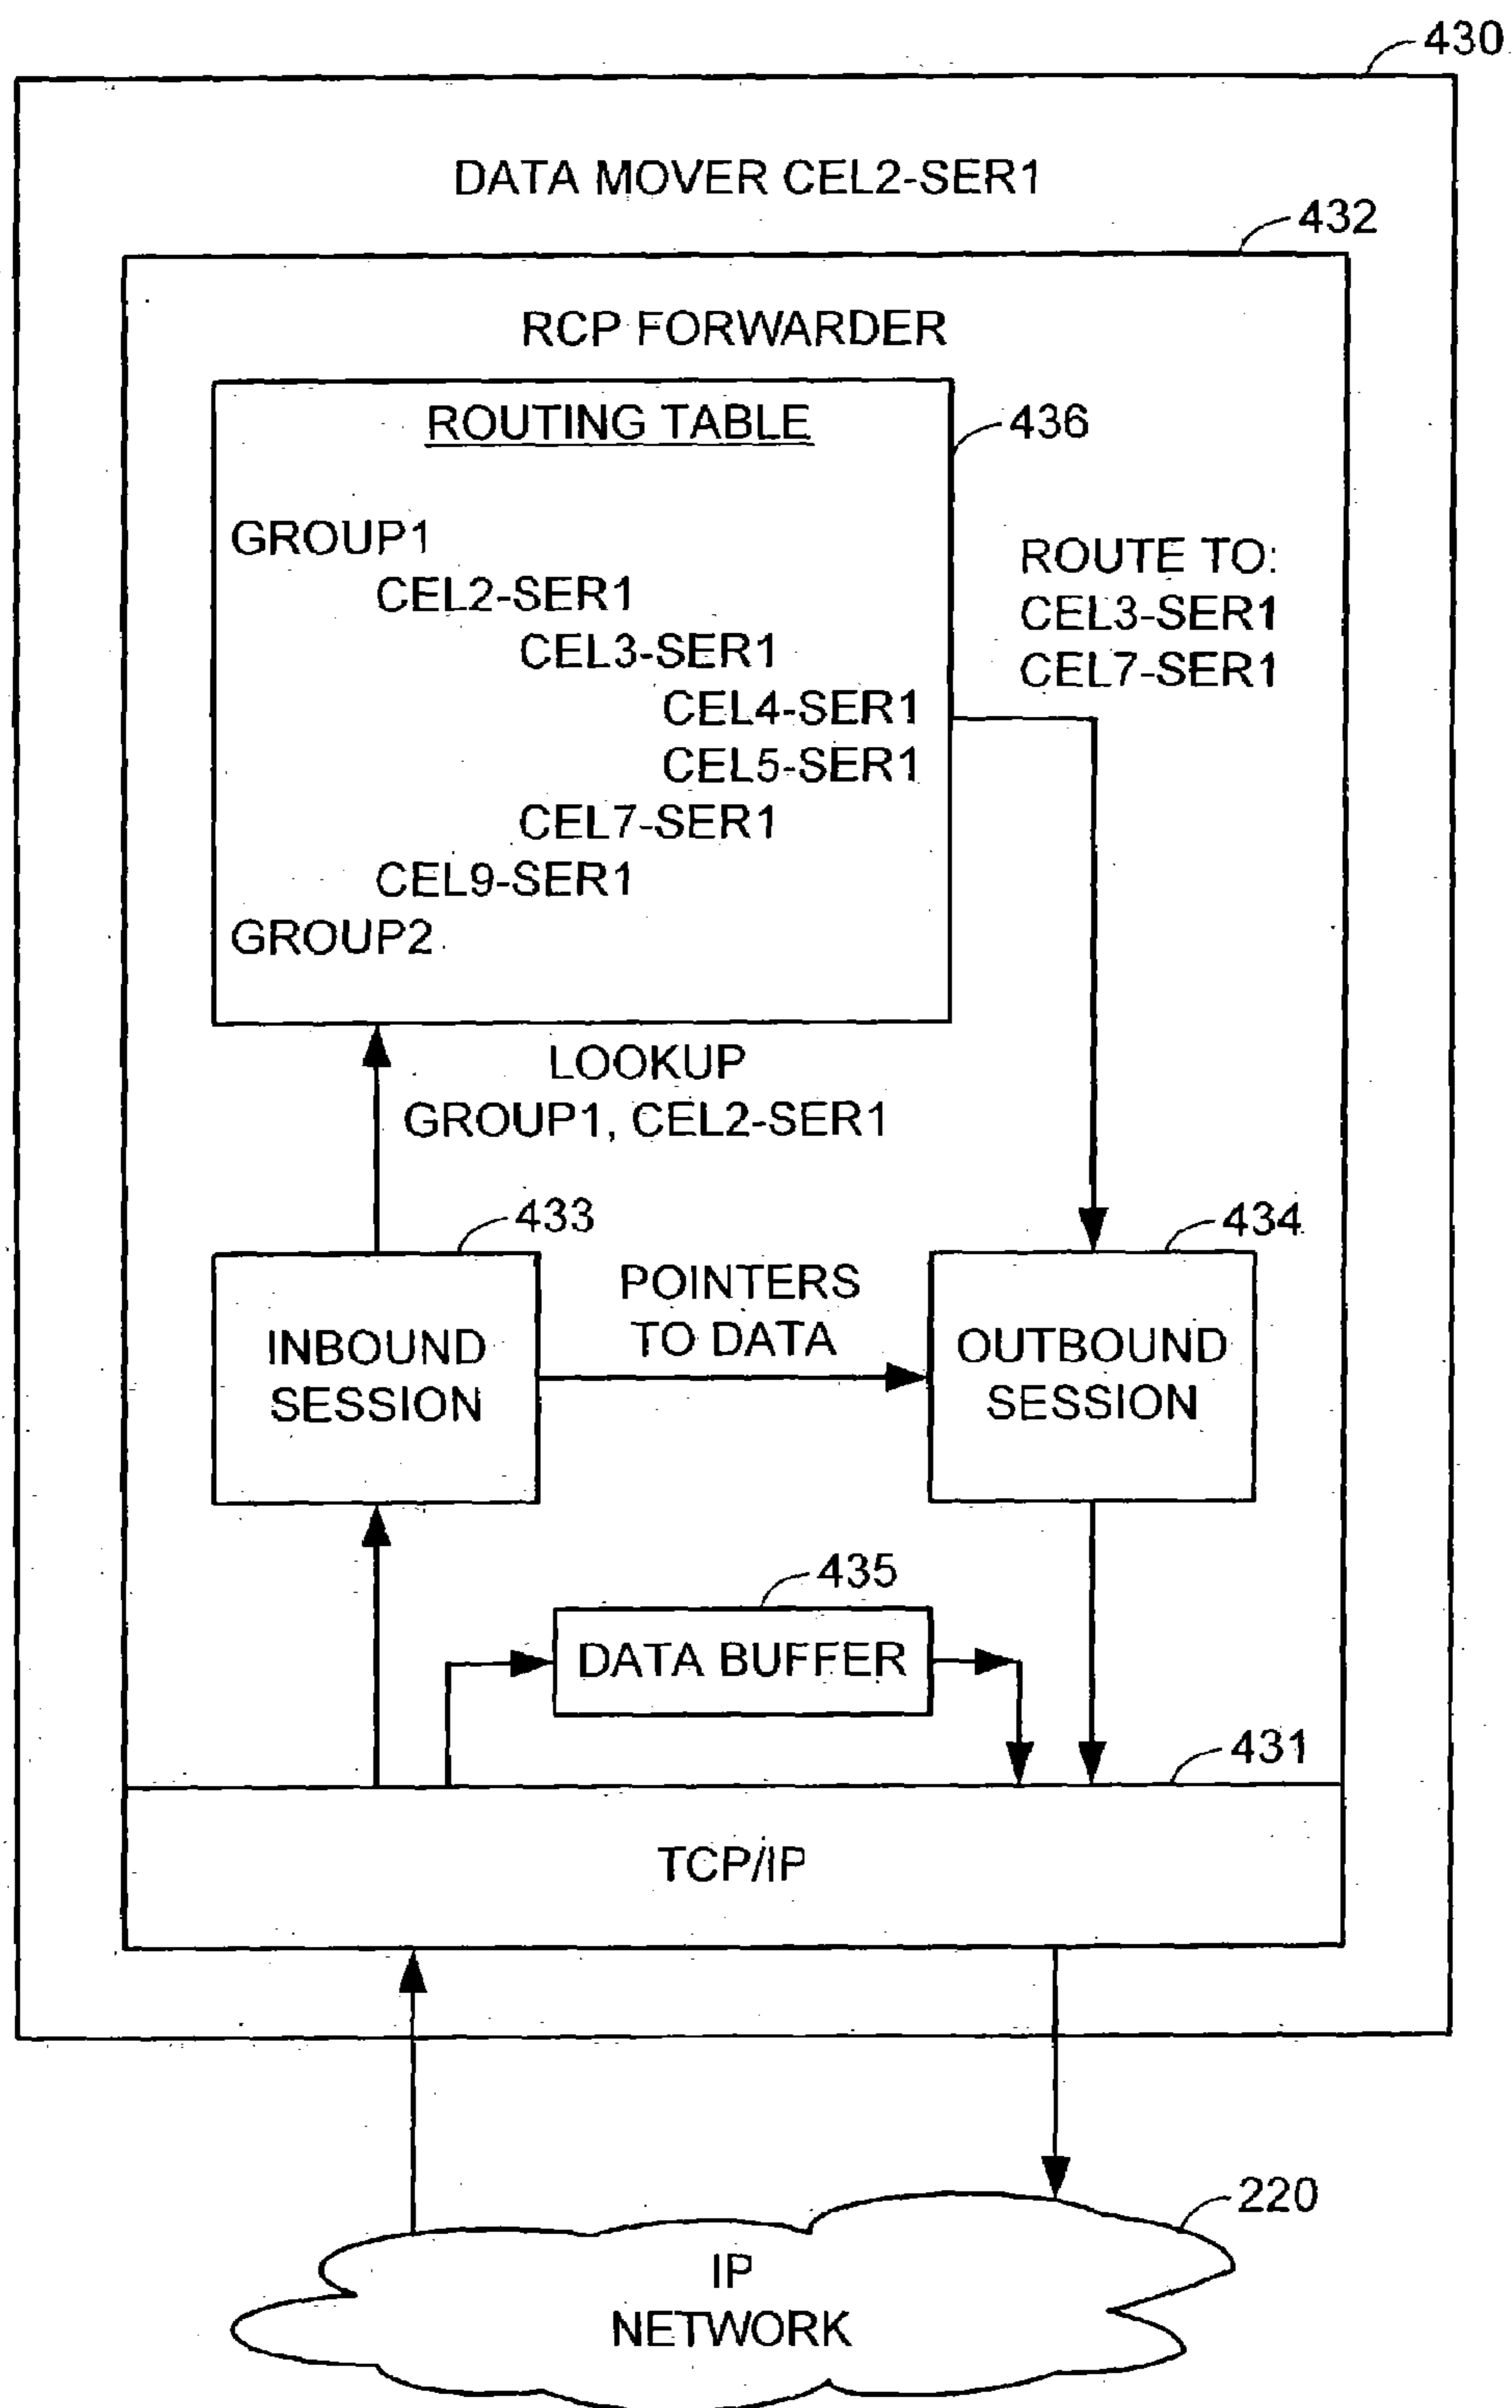 430
DATA MOVER CEL2-SER1
432
RCP FORWARDER
ROUTING TABLE
436
GROUP1
CEL2-SER1
CEL3-SER1
CEL4-SER1
CEL5-SER1
CEL7-SER1
CEL9-SER1
GROUP2
ROUTE TO:
CEL3-SER1
CEL7-SER1
LOOKUP
GROUP1, CEL2-SER1
433
INBOUND
SESSION
POINTERS
TO DATA
434
OUTBOUND
SESSION
435
DATA BUFFER
431
TCP/IP
220
IP
NETWORK